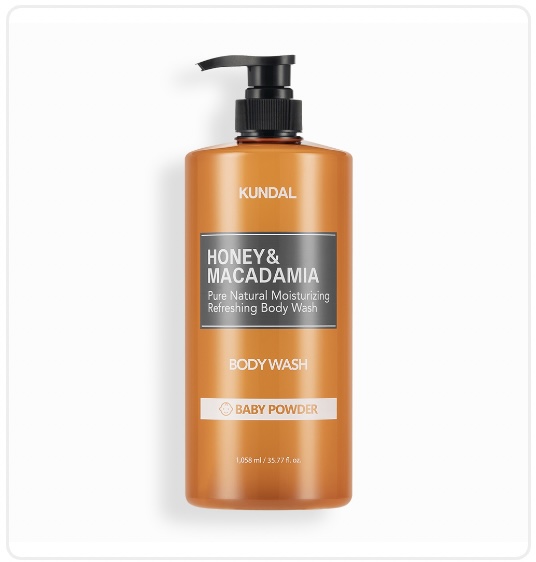 KUNDAL
HONEY&
MACADAMIA
Pure Natural Moisturizing
Refreshing Body Wash
BODY WASH
BABY POWDER
1,058 ml / 35.77 fl. oz.